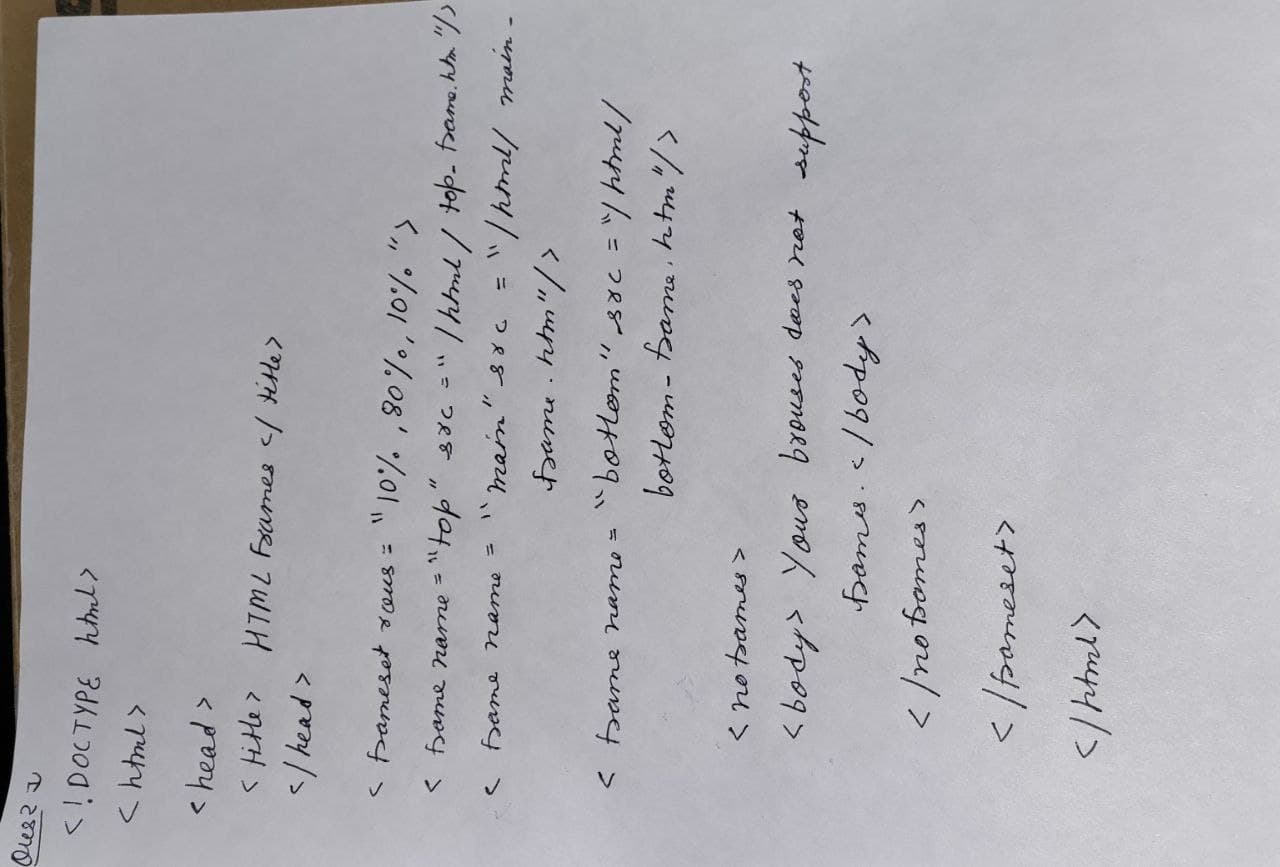 Ques 2 →
<!DOCTYPE html>
<html>
<head>
<title> HTML Frames </title>
</head>
<frameset rows = "10%, 80%, 10%">
< frame name = "top" src = "/html/ top-frame.htm"/>
< frame name = "main" src = "/html/ main-
frame.htm"/>
< frame name = "bottom" src = "/html/
bottom-frame.htm"/>
<noframes>
<body> Your browser does not support
frames. </body>
</noframes>
</frameset>
</html>